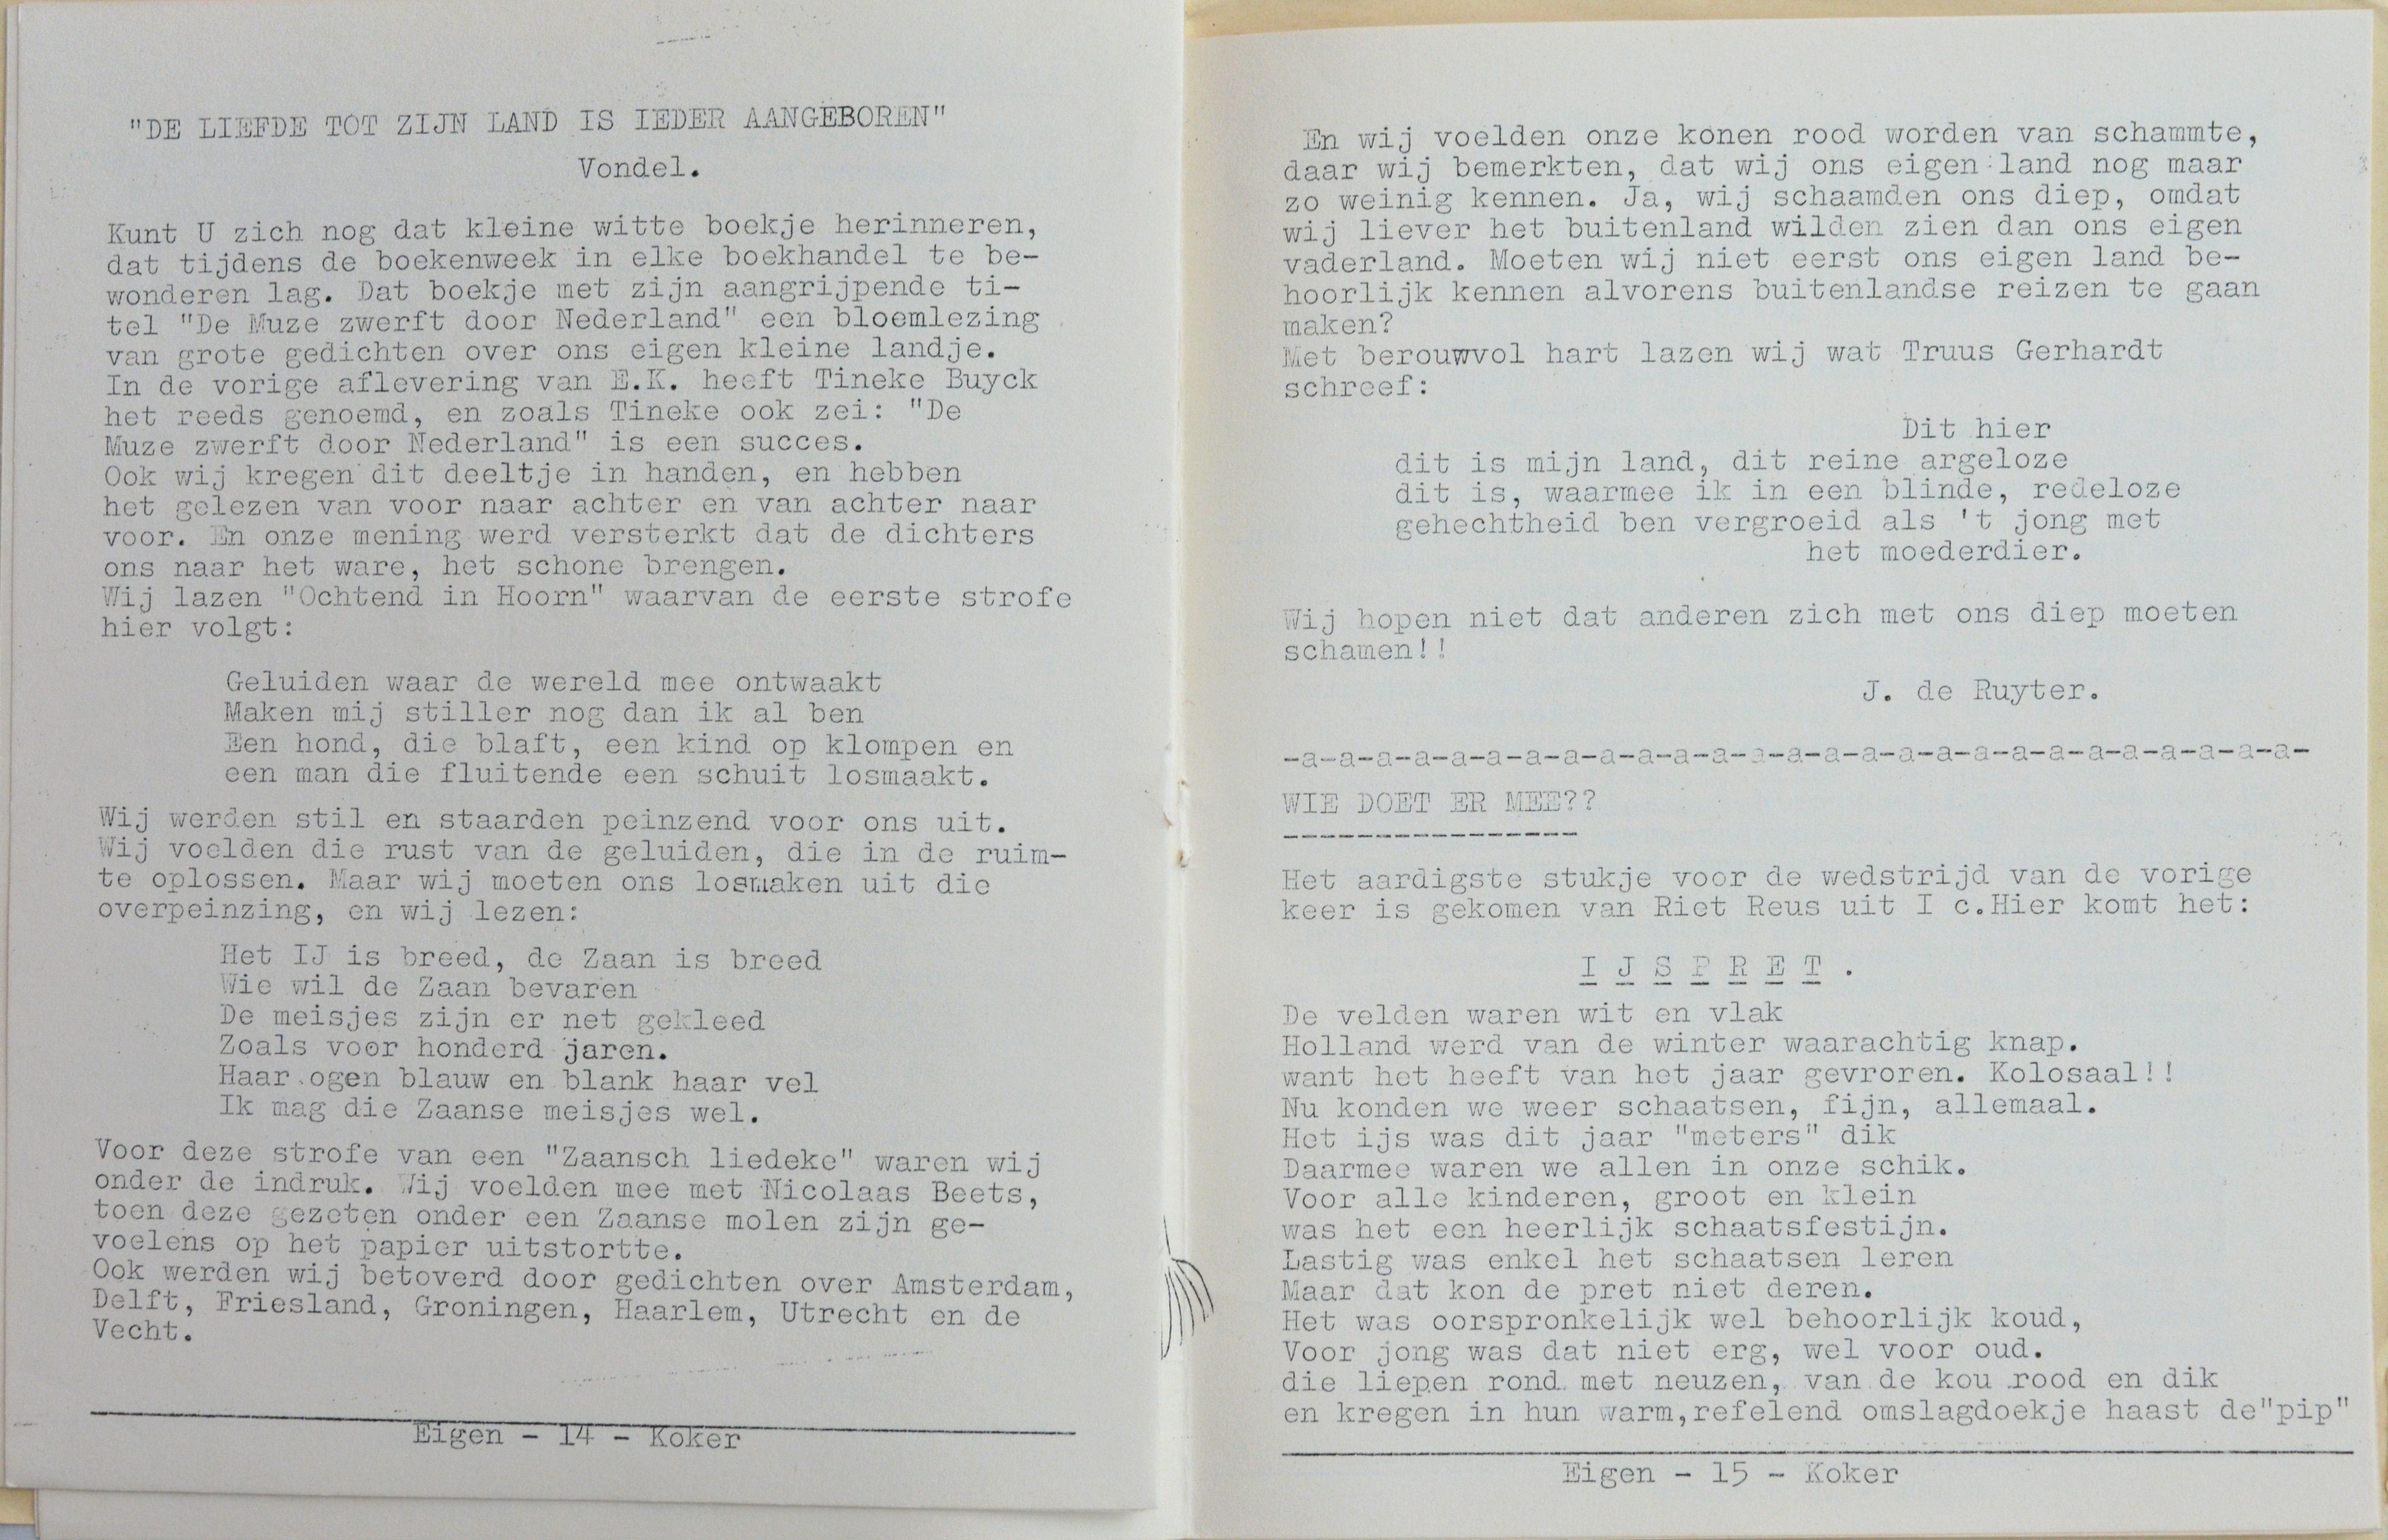 "DE LIEFDE TOT ZIJN LAND IS IEDER AANGEBOREN"
Vondel.
Kunt U zich nog dat kleine witte boekje herinneren,
dat tijdens de boekenweek in elke boekhandel te be-
wonderen lag. Dat boekje met zijn aangrijpende ti-
tel "De Muze zwerft door Nederland" een bloemlezing
van grote gedichten over ons eigen kleine landje.
In de vorige aflevering van E.K. heeft Tineke Buyck
het reeds genoemd, en zoals Tineke ook zei: "De
Muze zwerft door Nederland" is een succes.
Ook wij kregen dit deeltje in handen, en hebben
het gelezen van voor naar achter en van achter naar
voor. En onze mening werd versterkt dat de dichters
ons naar het ware, het schone brengen.
Wij lazen "Ochtend in Hoorn" waarvan de eerste strofe
hier volgt:
Geluiden waar de wereld mee ontwaakt
Maken mij stiller nog dan ik al ben
Een hond, die blaft, een kind op klompen en
een man die fluitende een schuit losmaakt.
Wij werden stil en staarden peinzend voor ons uit.
Wij voelden die rust van de geluiden, die in de ruim-
te oplossen. Maar wij moeten ons losmaken uit die
overpeinzing, en wij lezen:
Het IJ is breed, de Zaan is breed
Wie wil de Zaan bevaren
De meisjes zijn er net gekleed
Zoals voor honderd jaren.
Haar ogen blauw en blank haar vel
Ik mag die Zaanse meisjes wel.
Voor deze strofe van een "Zaansch liedeke" waren wij
onder de indruk. Wij voelden mee met Nicolaas Beets,
toen deze gezeten onder een Zaanse molen zijn ge-
voelens op het papier uitstortte.
Ook werden wij betoverd door gedichten over Amsterdam,
Delft, Friesland, Groningen, Haarlem, Utrecht en de
Vecht.
Eigen - 14 - Koker
En wij voelden onze konen rood worden van schammte,
daar wij bemerkten, dat wij ons eigen land nog maar
zo weinig kennen. Ja, wij schaamden ons diep, omdat
wij liever het buitenland wilden zien dan ons eigen
vaderland. Moeten wij niet eerst ons eigen land be-
hoorlijk kennen alvorens buitenlandse reizen te gaan
maken?
Met berouwvol hart lazen wij wat Truus Gerhardt
schreef:
Dit hier
dit is mijn land, dit reine argeloze
dit is, waarmee ik in een blinde, redeloze
gehechtheid ben vergroeid als 't jong met
het moederdier.
Wij hopen niet dat anderen zich met ons diep moeten
schamen!!
J. de Ruyter.
-a-a-a-a-a-a-a-a-a-a-a-a-a-a-a-a-a-a-a-a-a-a-a-a-a-a-a-
WIE DOET ER MEE??
----------------
Het aardigste stukje voor de wedstrijd van de vorige
keer is gekomen van Riet Reus uit I c.Hier komt het:
I J S P R E T .
De velden waren wit en vlak
Holland werd van de winter waarachtig knap.
want het heeft van het jaar gevroren. Kolosaal!!
Nu konden we weer schaatsen, fijn, allemaal.
Het ijs was dit jaar "meters" dik
Daarmee waren we allen in onze schik.
Voor alle kinderen, groot en klein
was het een heerlijk schaatsfestijn.
Lastig was enkel het schaatsen leren
Maar dat kon de pret niet deren.
Het was oorspronkelijk wel behoorlijk koud,
Voor jong was dat niet erg, wel voor oud.
die liepen rond met neuzen, van de kou rood en dik
en kregen in hun warm,refelend omslagdoekje haast de"pip"
Eigen - 15 - Koker